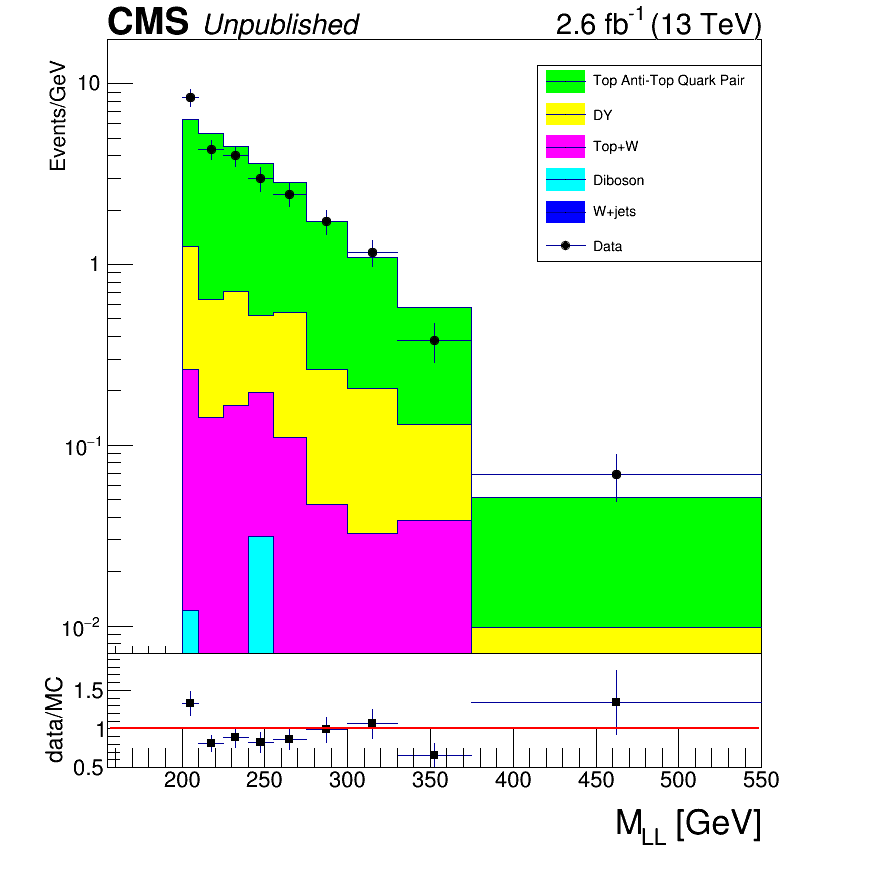 CMS Unpublished 2.6 fb⁻¹ (13 TeV)
Events/GeV
10
1
10⁻¹
10⁻²
Top Anti-Top Quark Pair
DY
Top+W
Diboson
W+jets
Data
data/MC
1.5
1
0.5
200 250 300 350 400 450 500 550
M_LL [GeV]